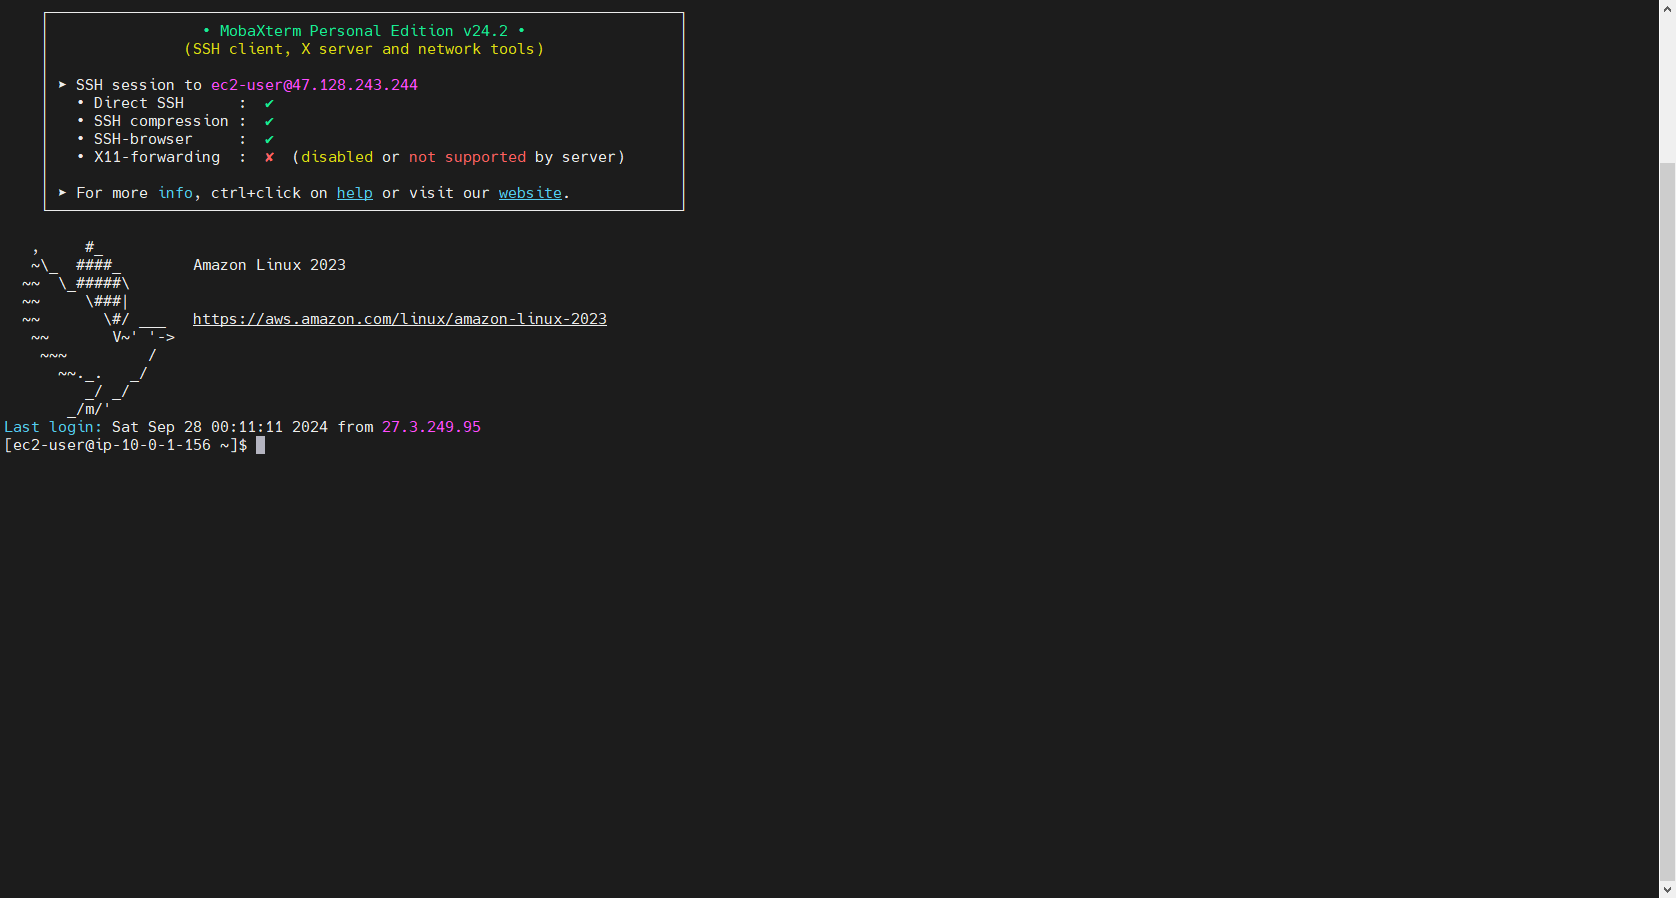 • MobaXterm Personal Edition v24.2 •
(SSH client, X server and network tools)
➤ SSH session to ec2-user@47.128.243.244
• Direct SSH      :  ✔
• SSH compression :  ✔
• SSH-browser     :  ✔
• X11-forwarding  :  ✘  (disabled or not supported by server)
➤ For more info, ctrl+click on help or visit our website.
   ,     #_
   ~\_  ####_        Amazon Linux 2023
  ~~  \_#####\
  ~~     \###|
  ~~       \#/ ___   https://aws.amazon.com/linux/amazon-linux-2023
   ~~       V~' '->
    ~~~         /
      ~~._.   _/
         _/ _/
       _/m/'
Last login: Sat Sep 28 00:11:11 2024 from 27.3.249.95
[ec2-user@ip-10-0-1-156 ~]$